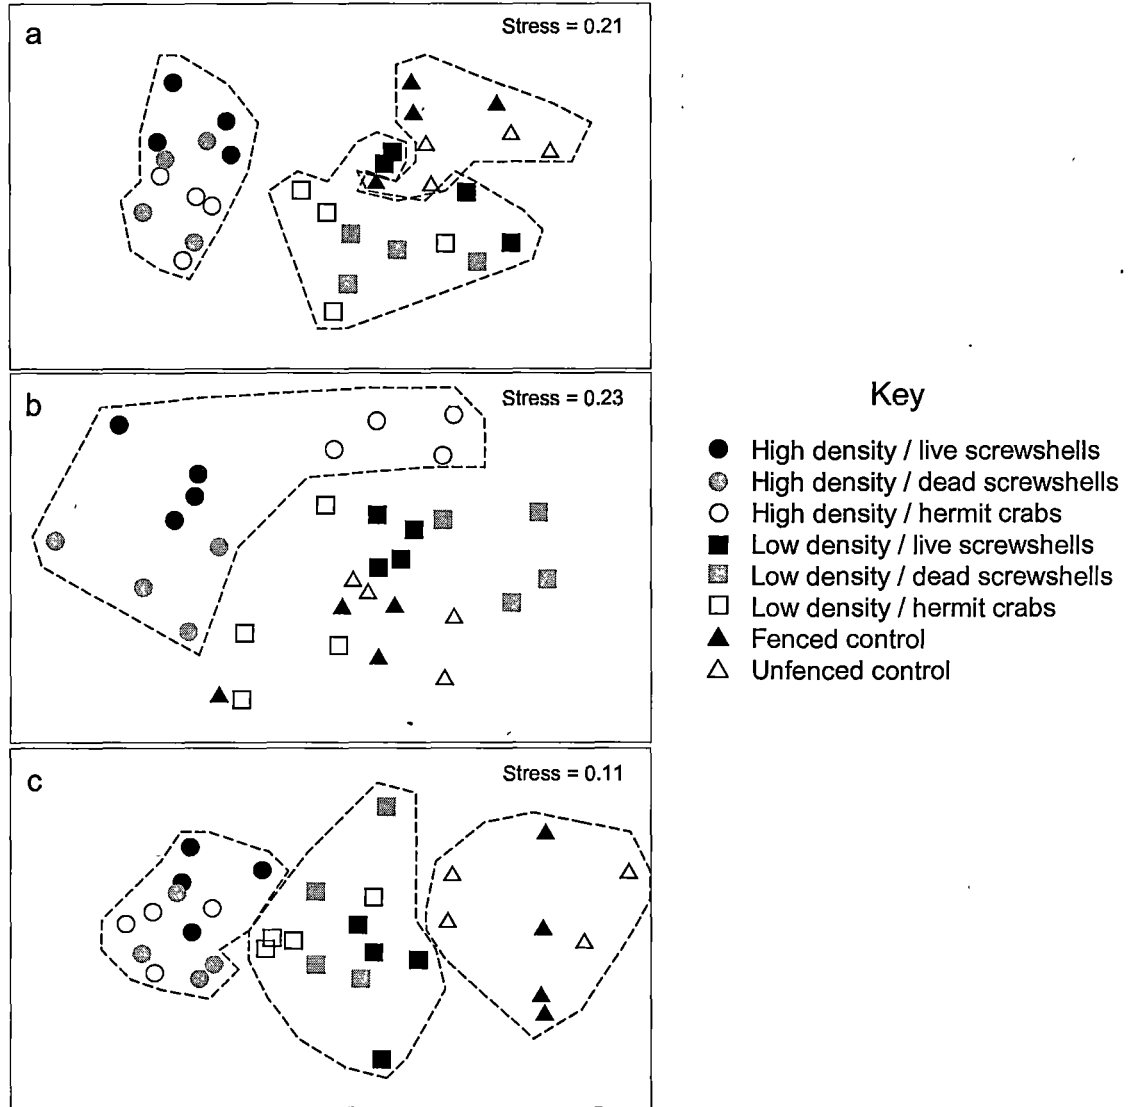 a
Stress = 0.21
b
Stress = 0.23
c
Stress = 0.11
Key
High density / live screwshells
High density / dead screwshells
High density / hermit crabs
Low density / live screwshells
Low density / dead screwshells
Low density / hermit crabs
Fenced control
Unfenced control